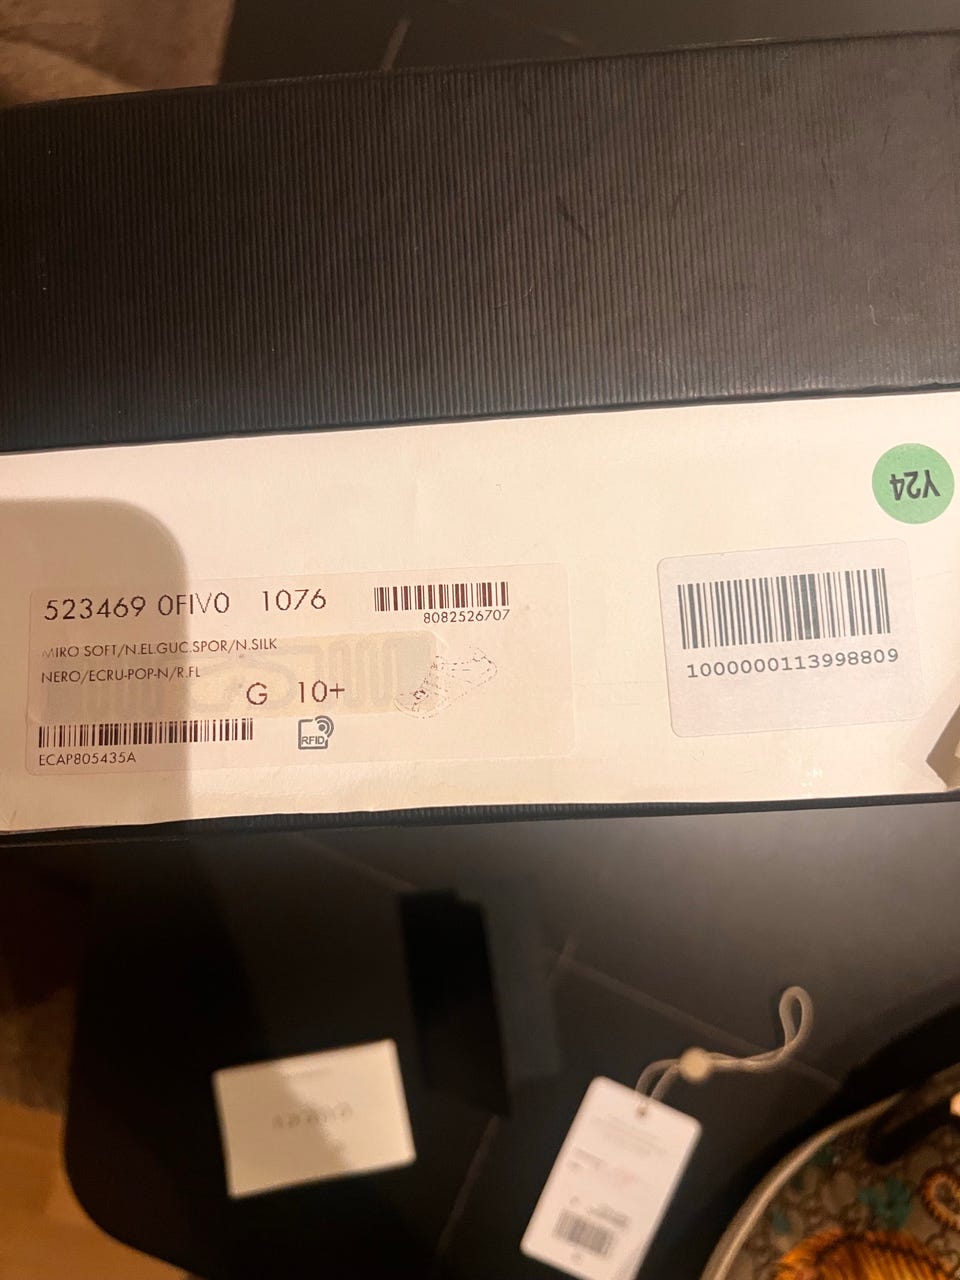 Y24
523469 0FIV0 1076
8082526707
MIRO SOFT/N.EL.GUC.SPOR/N.SILK
NERO/ECRU-POP-N/R.FL
G 10+
RFID
ECAP805435A
1000000113998809
GUCCI